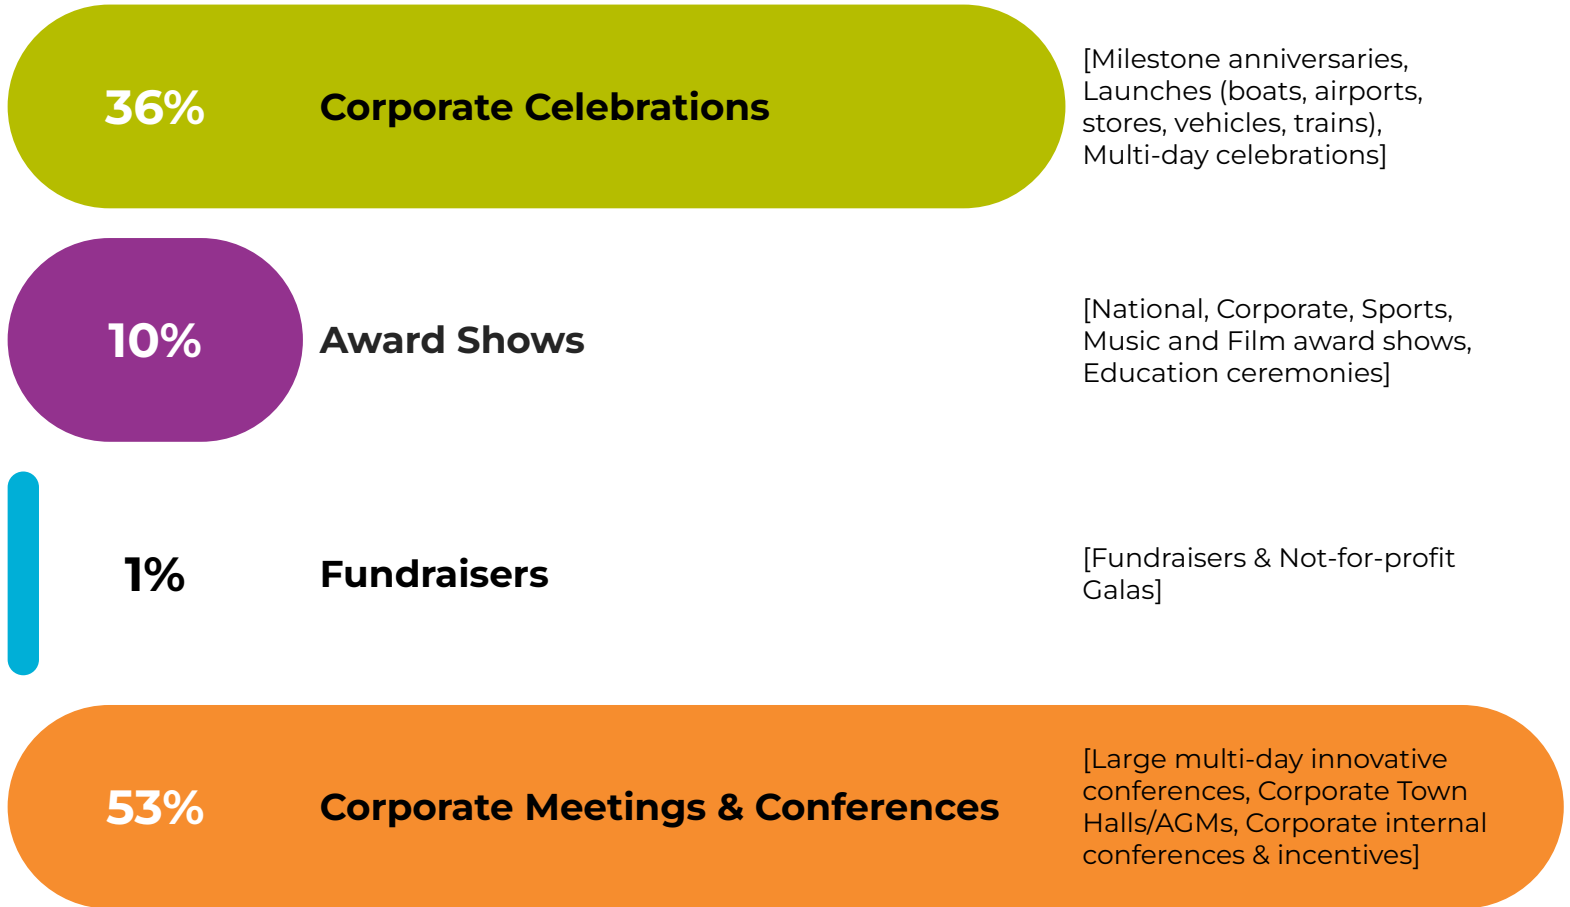 36%
Corporate Celebrations
[Milestone anniversaries,
Launches (boats, airports,
stores, vehicles, trains),
Multi-day celebrations]
10%
Award Shows
[National, Corporate, Sports,
Music and Film award shows,
Education ceremonies]
1%
Fundraisers
[Fundraisers & Not-for-profit
Galas]
53%
Corporate Meetings & Conferences
[Large multi-day innovative
conferences, Corporate Town
Halls/AGMs, Corporate internal
conferences & incentives]